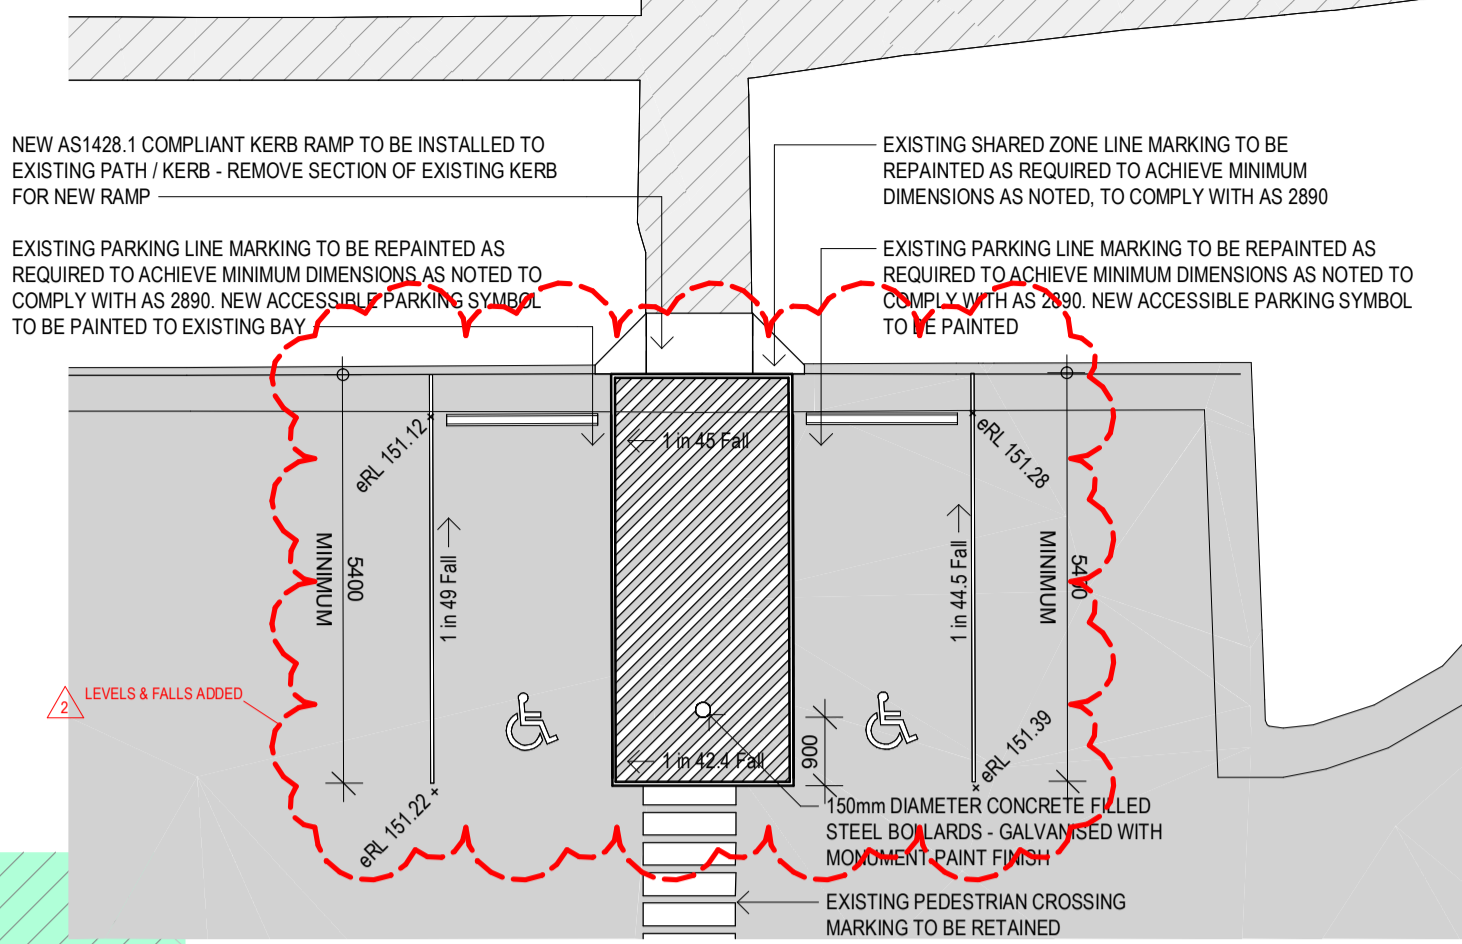 NEW AS1428.1 COMPLIANT KERB RAMP TO BE INSTALLED TO
EXISTING PATH / KERB - REMOVE SECTION OF EXISTING KERB
FOR NEW RAMP
EXISTING SHARED ZONE LINE MARKING TO BE
REPAINTED AS REQUIRED TO ACHIEVE MINIMUM
DIMENSIONS AS NOTED, TO COMPLY WITH AS 2890
EXISTING PARKING LINE MARKING TO BE REPAINTED AS
REQUIRED TO ACHIEVE MINIMUM DIMENSIONS AS NOTED TO
COMPLY WITH AS 2890. NEW ACCESSIBLE PARKING SYMBOL
TO BE PAINTED TO EXISTING BAY
EXISTING PARKING LINE MARKING TO BE REPAINTED AS
REQUIRED TO ACHIEVE MINIMUM DIMENSIONS AS NOTED TO
COMPLY WITH AS 2890. NEW ACCESSIBLE PARKING SYMBOL
TO BE PAINTED
eRL 151.12
1 in 45 Fall
eRL 151.28
5400
MINIMUM
1 in 49 Fall
1 in 44.5 Fall
5400
MINIMUM
2
LEVELS & FALLS ADDED
1 in 42.4 Fall
900
eRL 151.39
eRL 151.22
150mm DIAMETER CONCRETE FILLED
STEEL BOLLARDS - GALVANISED WITH
MONUMENT PAINT FINISH
EXISTING PEDESTRIAN CROSSING
MARKING TO BE RETAINED